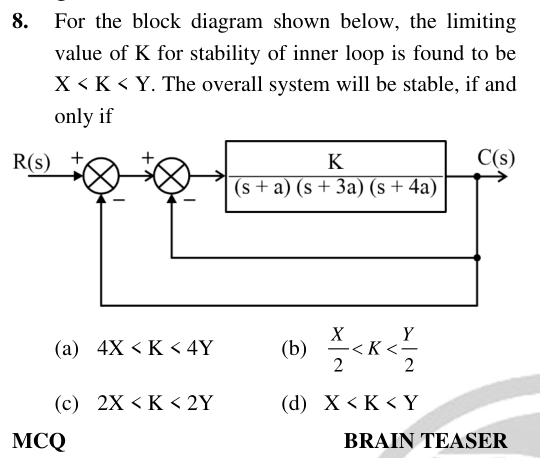 8. For the block diagram shown below, the limiting
value of K for stability of inner loop is found to be
X < K < Y. The overall system will be stable, if and
only if
R(s) + + K C(s)
(s + a) (s + 3a) (s + 4a)
− −
(a) 4X < K < 4Y (b) X/2 < K < Y/2
(c) 2X < K < 2Y (d) X < K < Y
MCQ BRAIN TEASER